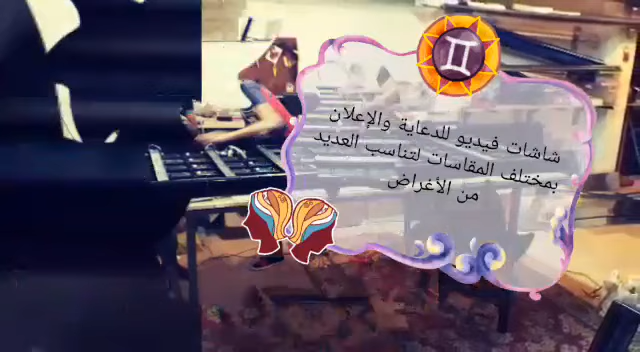 شاشات فيديو للدعاية والإعلان
بمختلف المقاسات لتناسب العديد
من الأغراض